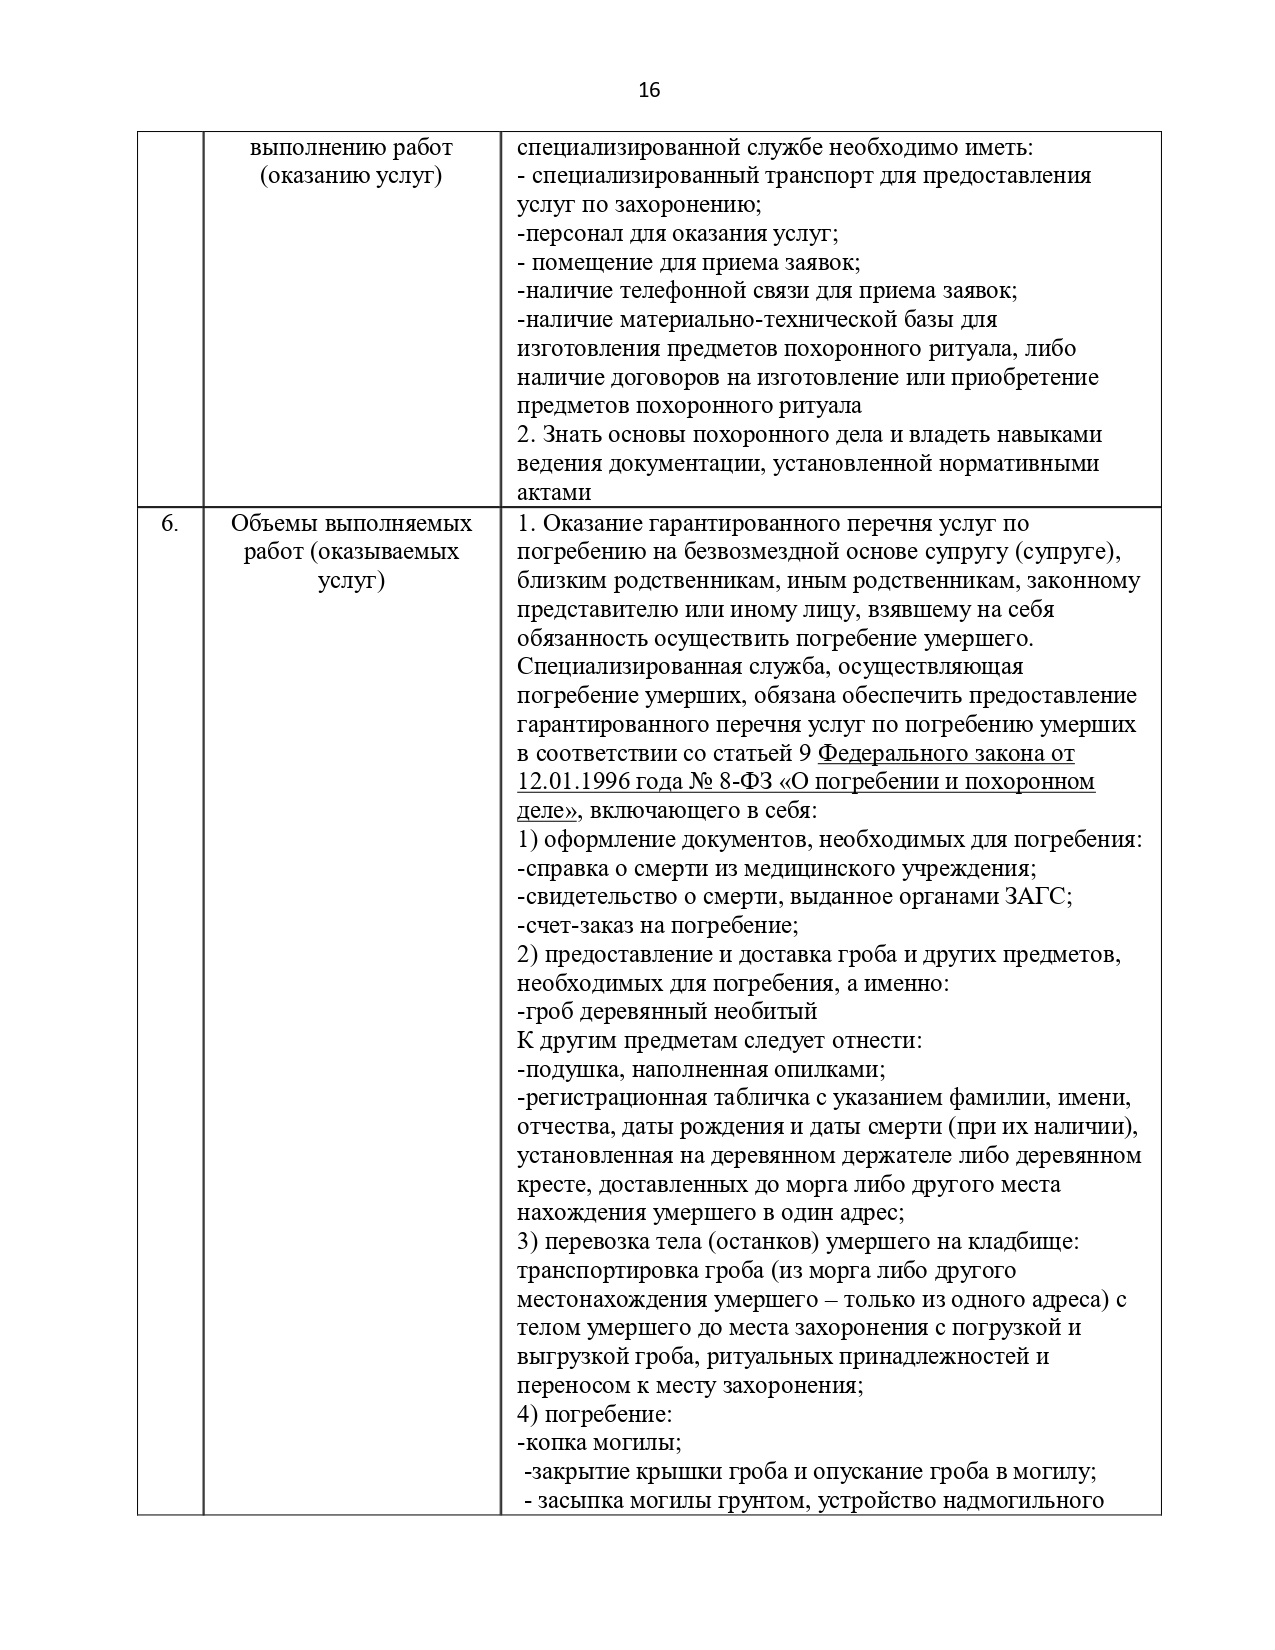 16
выполнению работ
(оказанию услуг)
специализированной службе необходимо иметь:
- специализированный транспорт для предоставления
услуг по захоронению;
-персонал для оказания услуг;
- помещение для приема заявок;
-наличие телефонной связи для приема заявок;
-наличие материально-технической базы для
изготовления предметов похоронного ритуала, либо
наличие договоров на изготовление или приобретение
предметов похоронного ритуала
2. Знать основы похоронного дела и владеть навыками
ведения документации, установленной нормативными
актами
6.
Объемы выполняемых
работ (оказываемых
услуг)
1. Оказание гарантированного перечня услуг по
погребению на безвозмездной основе супругу (супруге),
близким родственникам, иным родственникам, законному
представителю или иному лицу, взявшему на себя
обязанность осуществить погребение умершего.
Специализированная служба, осуществляющая
погребение умерших, обязана обеспечить предоставление
гарантированного перечня услуг по погребению умерших
в соответствии со статьей 9 Федерального закона от
12.01.1996 года № 8-ФЗ «О погребении и похоронном
деле», включающего в себя:
1) оформление документов, необходимых для погребения:
-справка о смерти из медицинского учреждения;
-свидетельство о смерти, выданное органами ЗАГС;
-счет-заказ на погребение;
2) предоставление и доставка гроба и других предметов,
необходимых для погребения, а именно:
-гроб деревянный необитый
К другим предметам следует отнести:
-подушка, наполненная опилками;
-регистрационная табличка с указанием фамилии, имени,
отчества, даты рождения и даты смерти (при их наличии),
установленная на деревянном держателе либо деревянном
кресте, доставленных до морга либо другого места
нахождения умершего в один адрес;
3) перевозка тела (останков) умершего на кладбище:
транспортировка гроба (из морга либо другого
местонахождения умершего – только из одного адреса) с
телом умершего до места захоронения с погрузкой и
выгрузкой гроба, ритуальных принадлежностей и
переносом к месту захоронения;
4) погребение:
-копка могилы;
-закрытие крышки гроба и опускание гроба в могилу;
- засыпка могилы грунтом, устройство надмогильного